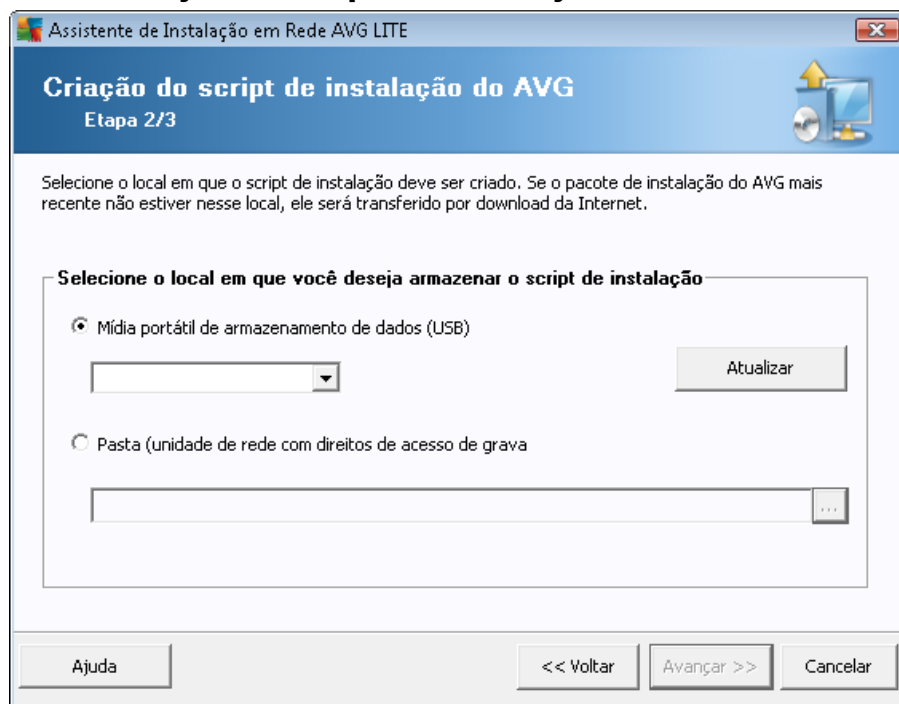 Assistente de Instalação em Rede AVG LITE
Criação do script de instalação do AVG
Etapa 2/3
Selecione o local em que o script de instalação deve ser criado. Se o pacote de instalação do AVG mais
recente não estiver nesse local, ele será transferido por download da Internet.
Selecione o local em que você deseja armazenar o script de instalação
Mídia portátil de armazenamento de dados (USB)
Atualizar
Pasta (unidade de rede com direitos de acesso de grava
...
Ajuda
<< Voltar
Avançar >>
Cancelar